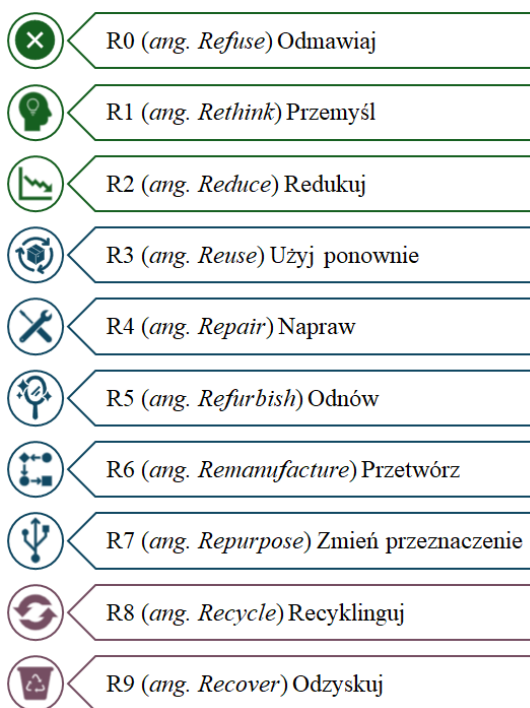 R0 (ang. Refuse) Odmawiaj
R1 (ang. Rethink) Przemyśl
R2 (ang. Reduce) Redukuj
R3 (ang. Reuse) Użyj ponownie
R4 (ang. Repair) Napraw
R5 (ang. Refurbish) Odnów
R6 (ang. Remanufacture) Przetwórz
R7 (ang. Repurpose) Zmień przeznaczenie
R8 (ang. Recycle) Recyklinguj
R9 (ang. Recover) Odzyskuj